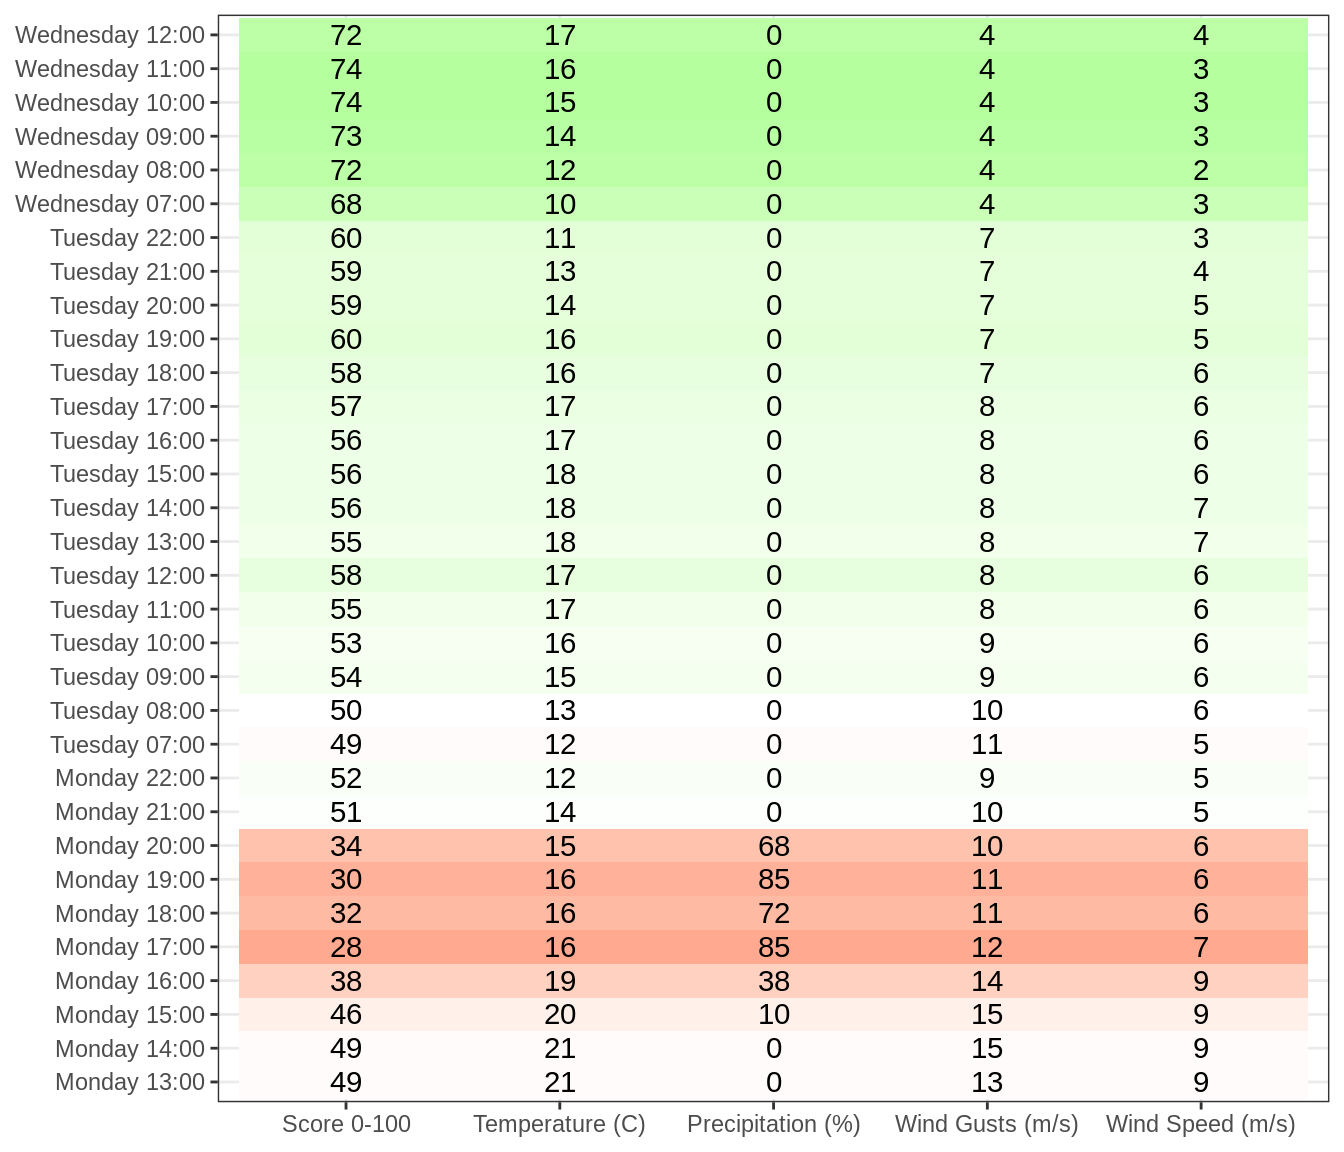 Wednesday 12:00 72 17 0 4 4
Wednesday 11:00 74 16 0 4 3
Wednesday 10:00 74 15 0 4 3
Wednesday 09:00 73 14 0 4 3
Wednesday 08:00 72 12 0 4 2
Wednesday 07:00 68 10 0 4 3
Tuesday 22:00 60 11 0 7 3
Tuesday 21:00 59 13 0 7 4
Tuesday 20:00 59 14 0 7 5
Tuesday 19:00 60 16 0 7 5
Tuesday 18:00 58 16 0 7 6
Tuesday 17:00 57 17 0 8 6
Tuesday 16:00 56 17 0 8 6
Tuesday 15:00 56 18 0 8 6
Tuesday 14:00 56 18 0 8 7
Tuesday 13:00 55 18 0 8 7
Tuesday 12:00 58 17 0 8 6
Tuesday 11:00 55 17 0 8 6
Tuesday 10:00 53 16 0 9 6
Tuesday 09:00 54 15 0 9 6
Tuesday 08:00 50 13 0 10 6
Tuesday 07:00 49 12 0 11 5
Monday 22:00 52 12 0 9 5
Monday 21:00 51 14 0 10 5
Monday 20:00 34 15 68 10 6
Monday 19:00 30 16 85 11 6
Monday 18:00 32 16 72 11 6
Monday 17:00 28 16 85 12 7
Monday 16:00 38 19 38 14 9
Monday 15:00 46 20 10 15 9
Monday 14:00 49 21 0 15 9
Monday 13:00 49 21 0 13 9
Score 0-100 Temperature (C) Precipitation (%) Wind Gusts (m/s) Wind Speed (m/s)